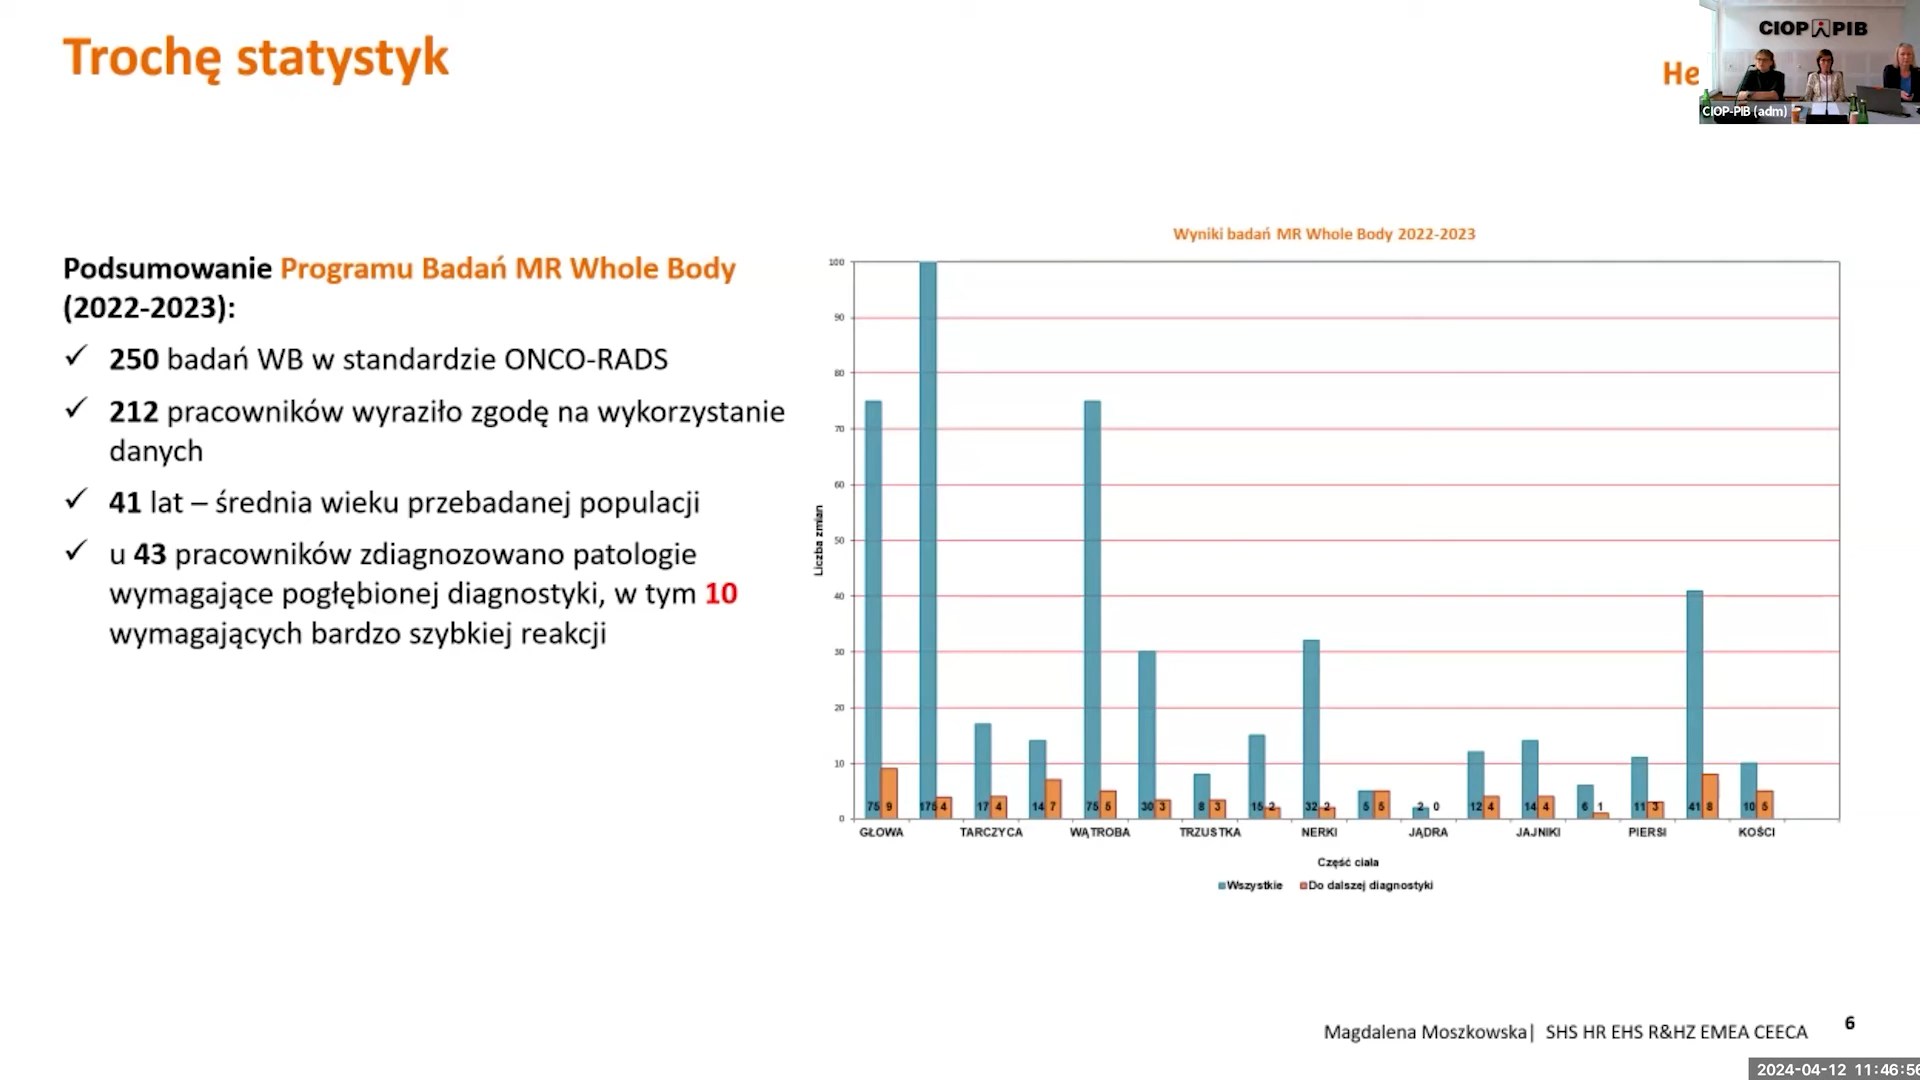 Trochę statystyk
He
CIOP PIB
CIOP-PIB (adm)
Podsumowanie Programu Badań MR Whole Body
(2022-2023):
✓ 250 badań WB w standardzie ONCO-RADS
✓ 212 pracowników wyraziło zgodę na wykorzystanie
danych
✓ 41 lat – średnia wieku przebadanej populacji
✓ u 43 pracowników zdiagnozowano patologie
wymagające pogłębionej diagnostyki, w tym 10
wymagających bardzo szybkiej reakcji
Wyniki badań MR Whole Body 2022-2023
Liczba zmian
100
90
80
70
60
50
40
30
20
10
0
75 9 175 4 17 4 14 7 75 5 30 3 8 3 15 2 32 2 5 5 2 0 12 4 14 4 6 1 11 3 41 8 10 5
GŁOWA TARCZYCA WĄTROBA TRZUSTKA NERKI JĄDRA JAJNIKI PIERSI KOŚCI
Część ciała
Wszystkie Do dalszej diagnostyki
Magdalena Moszkowska| SHS HR EHS R&HZ EMEA CEECA
6
2024-04-12 11:46:56